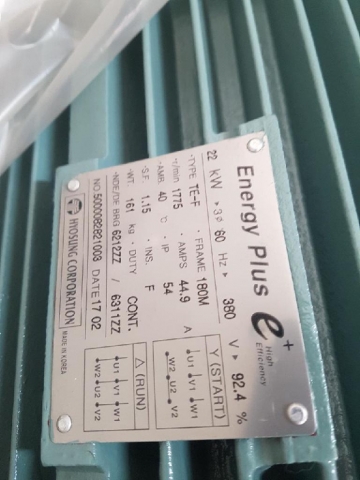 Energy Plus e+
High
Efficiency
22 kW 3Φ 60 Hz 380 V 92.4 %
TYPE TE-F FRAME 180M
r/min 1775 AMPS 44.9 A
AMB 40 °C IP 54
S.F. 1.15 INS. F
WT. 161 kg DUTY CONT.
NDE/DE BRG 6212ZZ / 6311ZZ
NO. 5000082821003 DATE 17 02
Y (START)
U1 V1 W1
W2 U2 V2
△ (RUN)
U1 V1 W1
W2 U2 V2
HYOSUNG CORPORATION
MADE IN KOREA